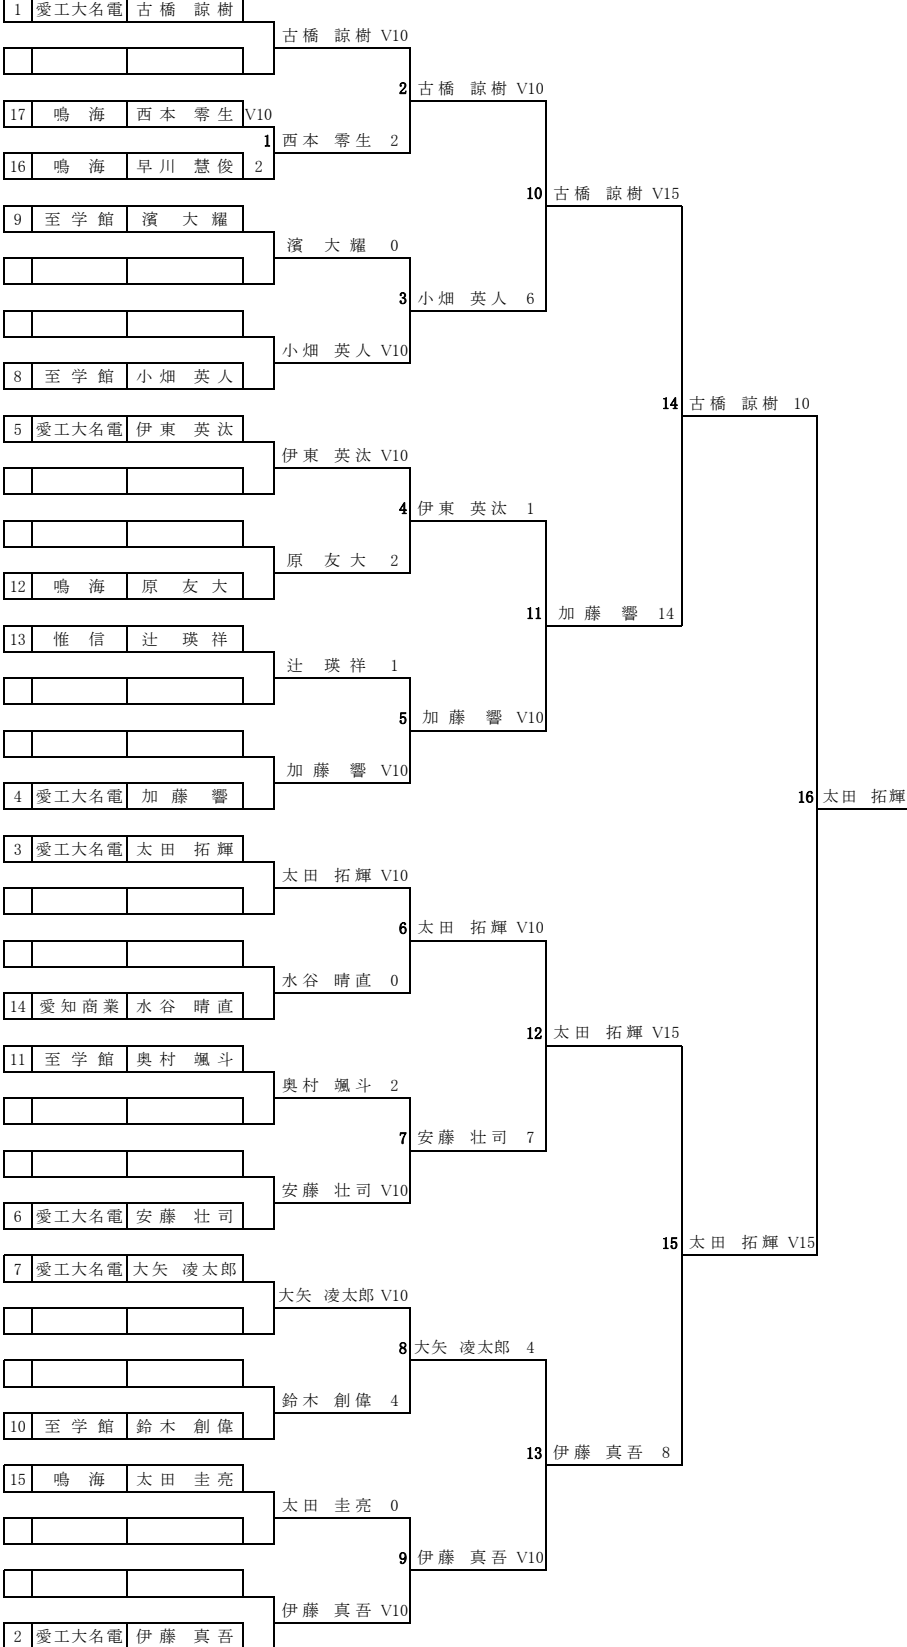 1 愛工大名電 古橋 諒樹
古橋 諒樹 V10
2 古橋 諒樹 V10
17 鳴 海 西本 零生 V10
1 西本 零生 2
16 鳴 海 早川 慧俊 2
10 古橋 諒樹 V15
9 至学館 濱 大耀
濱 大耀 0
3 小畑 英人 6
小畑 英人 V10
8 至学館 小畑 英人
14 古橋 諒樹 10
5 愛工大名電 伊東 英汰
伊東 英汰 V10
4 伊東 英汰 1
原 友大 2
12 鳴 海 原 友大
11 加藤 響 14
13 惟 信 辻 瑛祥
辻 瑛祥 1
5 加藤 響 V10
加藤 響 V10
4 愛工大名電 加藤 響
16 太田 拓輝
3 愛工大名電 太田 拓輝
太田 拓輝 V10
6 太田 拓輝 V10
水谷 晴直 0
14 愛知商業 水谷 晴直
12 太田 拓輝 V15
11 至学館 奥村 颯斗
奥村 颯斗 2
7 安藤 壮司 7
安藤 壮司 V10
6 愛工大名電 安藤 壮司
15 太田 拓輝 V15
7 愛工大名電 大矢 凌太郎
大矢 凌太郎 V10
8 大矢 凌太郎 4
鈴木 創偉 4
10 至学館 鈴木 創偉
13 伊藤 真吾 8
15 鳴 海 太田 圭亮
太田 圭亮 0
9 伊藤 真吾 V10
伊藤 真吾 V10
2 愛工大名電 伊藤 真吾